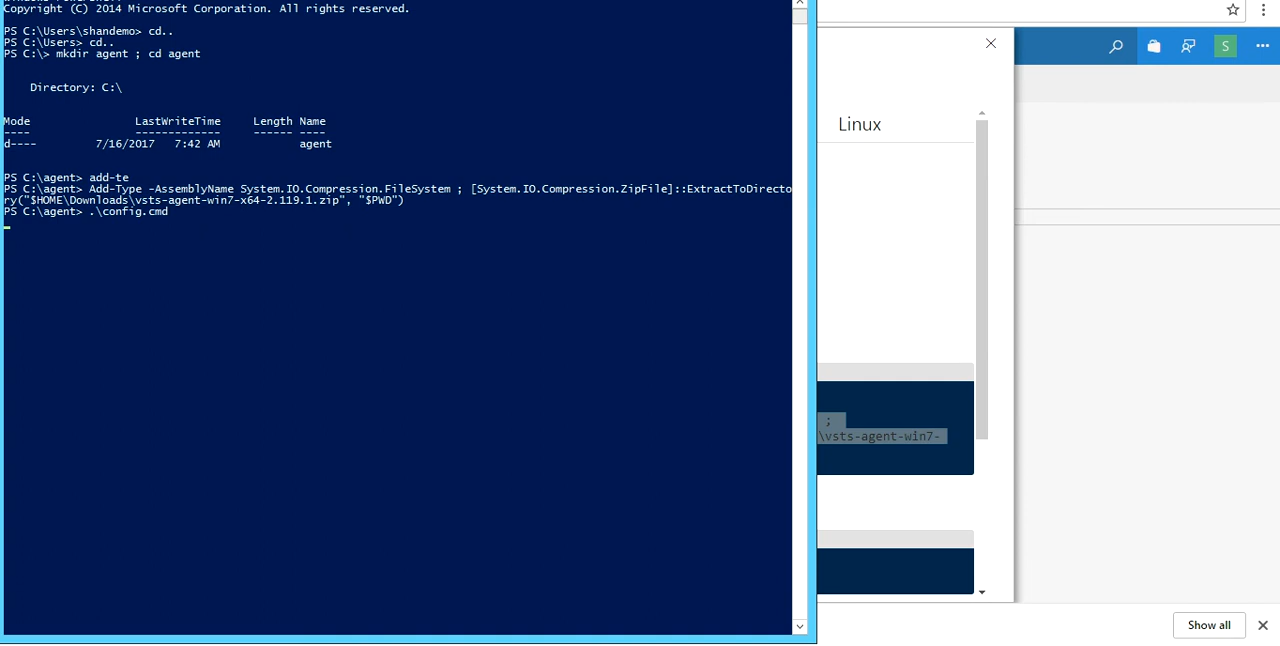 Copyright (C) 2014 Microsoft Corporation. All rights reserved.
PS C:\Users\shandemo> cd..
PS C:\Users> cd..
PS C:\> mkdir agent ; cd agent
Directory: C:\
Mode LastWriteTime Length Name
---- ------------- ------ ----
d---- 7/16/2017 7:42 AM agent
PS C:\agent> add-te
PS C:\agent> Add-Type -AssemblyName System.IO.Compression.FileSystem ; [System.IO.Compression.ZipFile]::ExtractToDirecto
ry("$HOME\Downloads\vsts-agent-win7-x64-2.119.1.zip", "$PWD")
PS C:\agent> .\config.cmd
S
Linux
;
\vsts-agent-win7-
Show all